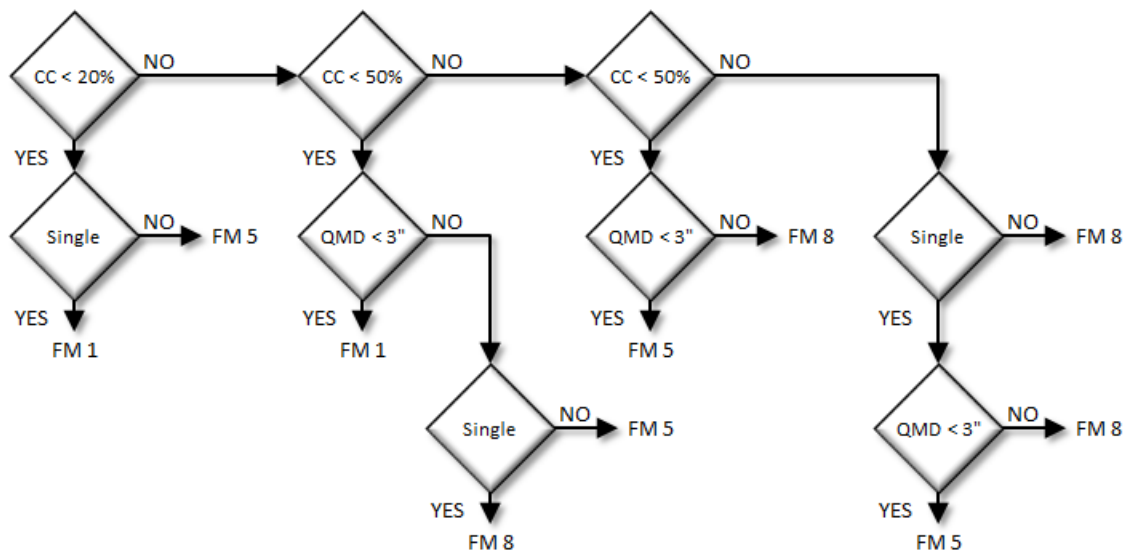 NO
NO
NO
CC < 20%
CC < 50%
CC < 50%
YES
YES
YES
NO
NO
NO
NO
Single
FM 5
QMD < 3"
QMD < 3"
FM 8
Single
FM 8
YES
YES
YES
YES
FM 1
FM 1
FM 5
NO
NO
Single
FM 5
QMD < 3"
FM 8
YES
YES
FM 8
FM 5